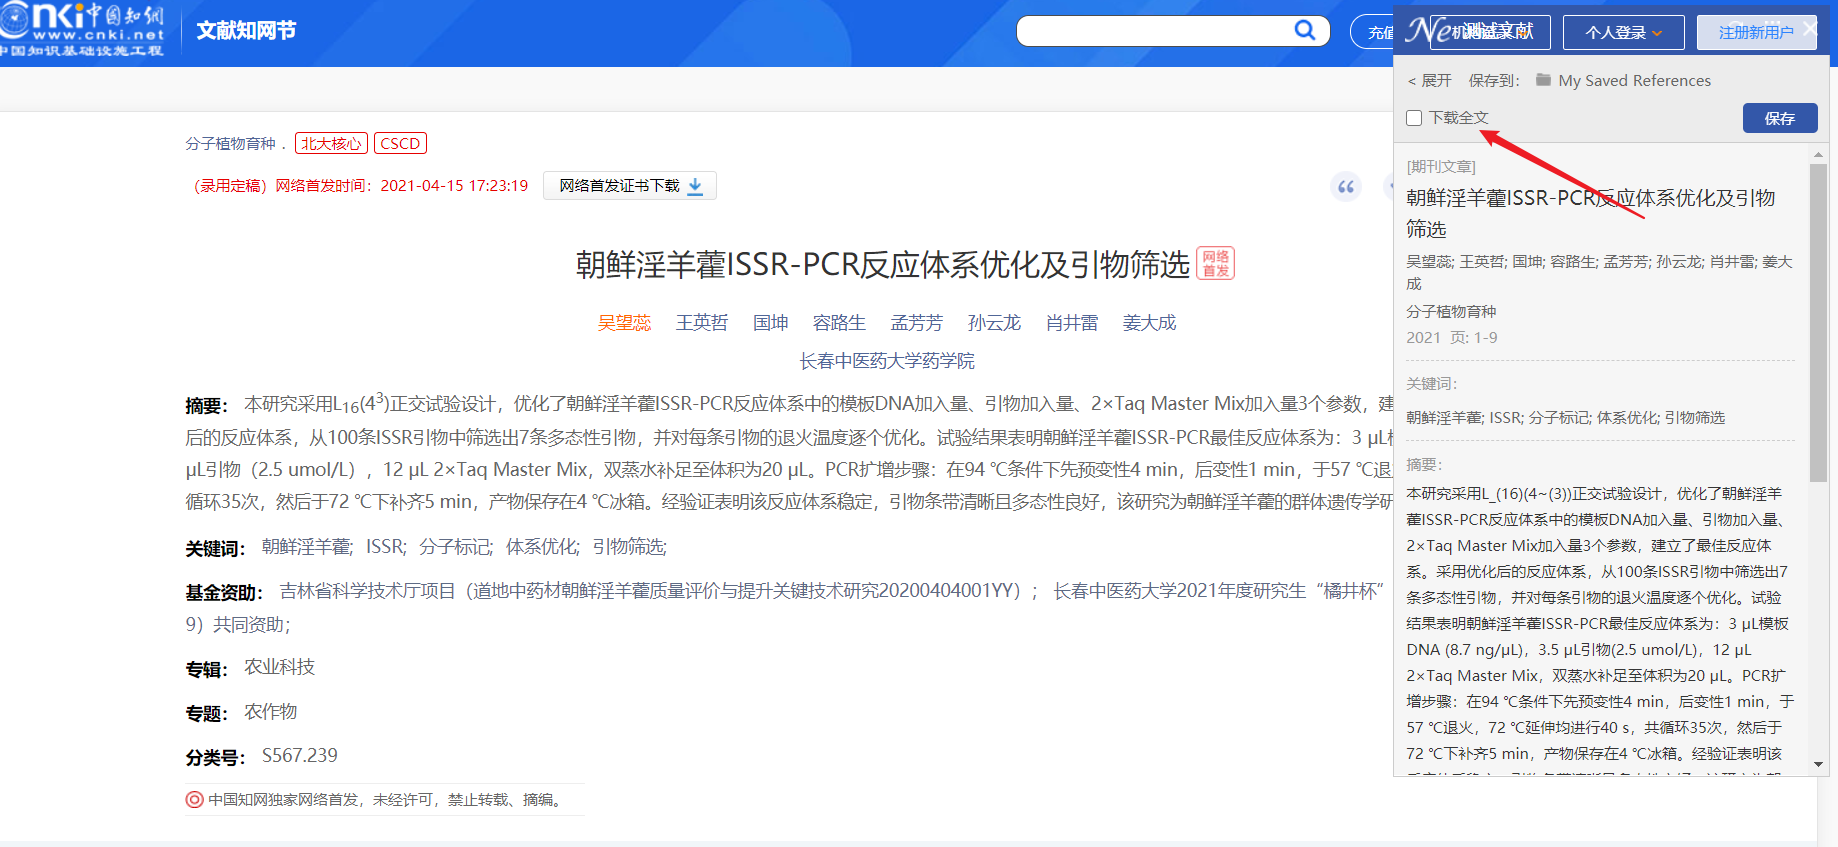 cnki 中国知网
www.cnki.net
中国知识基础设施工程
文献知网节
充值
Ne 测试文献
个人登录
注册新用户
< 展开 保存到： My Saved References
下载全文
保存
分子植物育种 .
北大核心
CSCD
（录用定稿）网络首发时间：2021-04-15 17:23:19
网络首发证书下载
朝鲜淫羊藿ISSR-PCR反应体系优化及引物筛选
网络
首发
吴望蕊 王英哲 国坤 容路生 孟芳芳 孙云龙 肖井雷 姜大成
长春中医药大学药学院
摘要： 本研究采用L16(4³)正交试验设计，优化了朝鲜淫羊藿ISSR-PCR反应体系中的模板DNA加入量、引物加入量、2×Taq Master Mix加入量3个参数，建
后的反应体系，从100条ISSR引物中筛选出7条多态性引物，并对每条引物的退火温度逐个优化。试验结果表明朝鲜淫羊藿ISSR-PCR最佳反应体系为：3 μL
μL引物（2.5 umol/L），12 μL 2×Taq Master Mix，双蒸水补足至体积为20 μL。PCR扩增步骤：在94 ℃条件下先预变性4 min，后变性1 min，于57 ℃退
循环35次，然后于72 ℃下补齐5 min，产物保存在4 ℃冰箱。经验证表明该反应体系稳定，引物条带清晰且多态性良好，该研究为朝鲜淫羊藿的群体遗传学研
关键词： 朝鲜淫羊藿; ISSR; 分子标记; 体系优化; 引物筛选;
基金资助： 吉林省科学技术厅项目（道地中药材朝鲜淫羊藿质量评价与提升关键技术研究20200404001YY）； 长春中医药大学2021年度研究生“橘井杯”
9）共同资助；
专辑： 农业科技
专题： 农作物
分类号： S567.239
中国知网独家网络首发，未经许可，禁止转载、摘编。
[期刊文章]
朝鲜淫羊藿ISSR-PCR反应体系优化及引物
筛选
吴望蕊; 王英哲; 国坤; 容路生; 孟芳芳; 孙云龙; 肖井雷; 姜大
成
分子植物育种
2021 页: 1-9
关键词：
朝鲜淫羊藿; ISSR; 分子标记; 体系优化; 引物筛选
摘要：
本研究采用L_(16)(4~(3))正交试验设计，优化了朝鲜淫羊
藿ISSR-PCR反应体系中的模板DNA加入量、引物加入量、
2×Taq Master Mix加入量3个参数，建立了最佳反应体
系。采用优化后的反应体系，从100条ISSR引物中筛选出7
条多态性引物，并对每条引物的退火温度逐个优化。试验
结果表明朝鲜淫羊藿ISSR-PCR最佳反应体系为：3 μL模板
DNA (8.7 ng/μL)，3.5 μL引物(2.5 umol/L)，12 μL
2×Taq Master Mix，双蒸水补足至体积为20 μL。PCR扩
增步骤：在94 ℃条件下先预变性4 min，后变性1 min，于
57 ℃退火，72 ℃延伸均进行40 s，共循环35次，然后于
72 ℃下补齐5 min，产物保存在4 ℃冰箱。经验证表明该